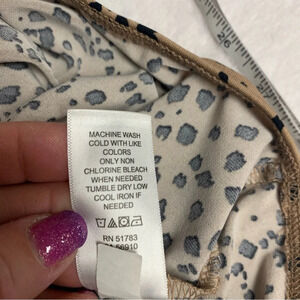 MACHINE WASH
COLD WITH LIKE
COLORS
ONLY NON
CHLORINE BLEACH
WHEN NEEDED
TUMBLE DRY LOW
COOL IRON IF
NEEDED
RN 51783
56910
26